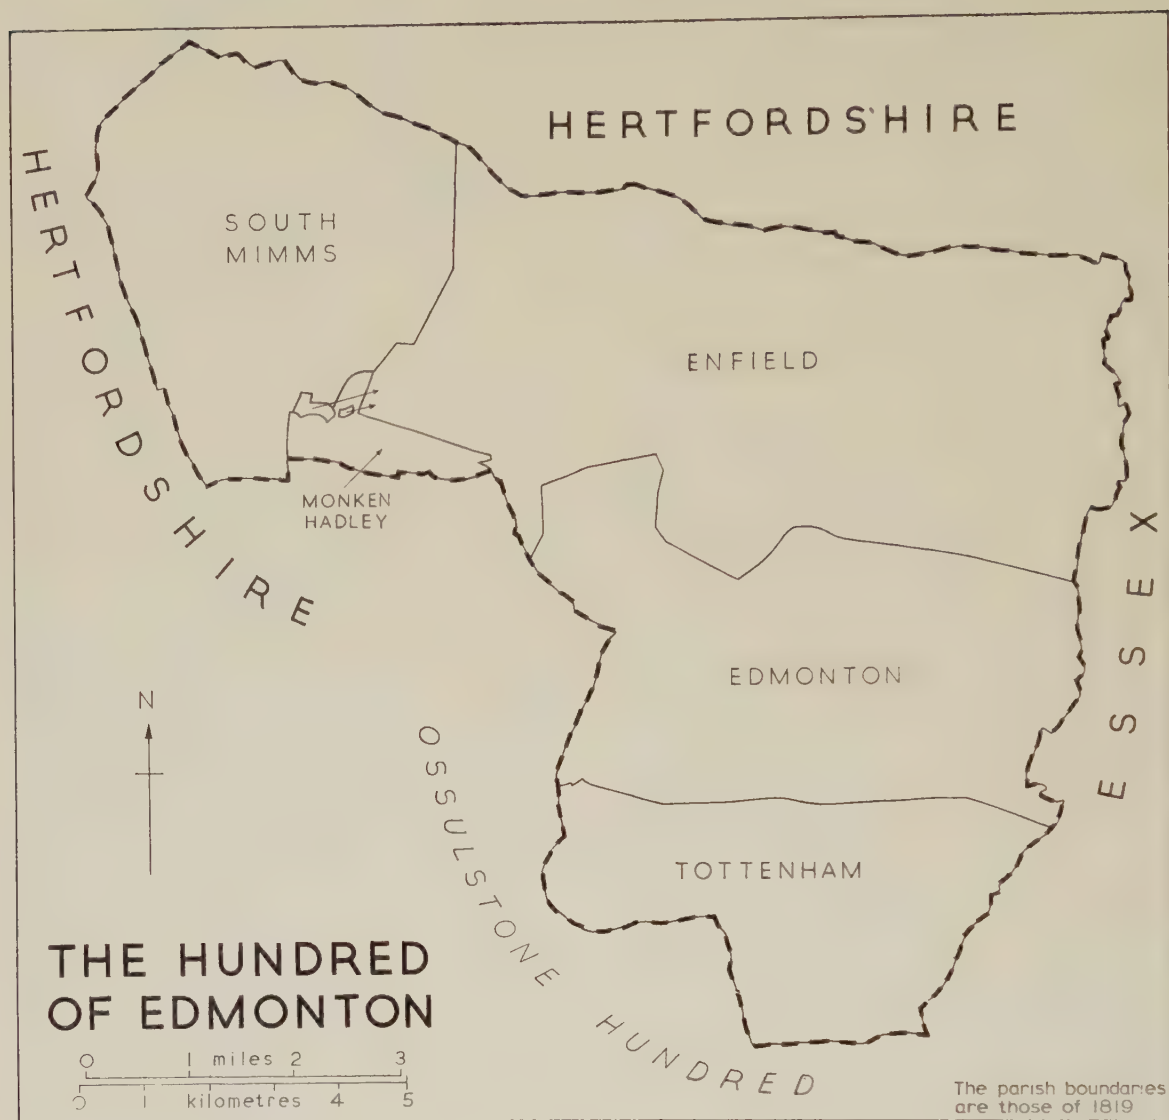 HERTFORDSHIRE
HERTFORDSHIRE
SOUTH
MIMMS
ENFIELD
MONKEN
HADLEY
ESSEX
EDMONTON
N
OSSULSTONE HUNDRED
TOTTENHAM
THE HUNDRED
OF EDMONTON
0 1 miles 2 3
0 1 kilometres 4 5
The parish boundaries
are those of 1819